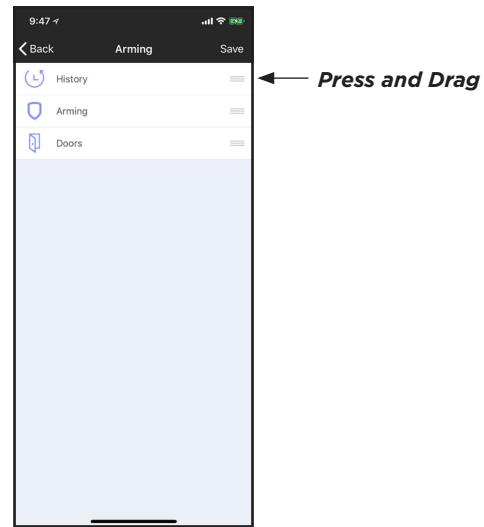 9:47
Back Arming Save
History
Press and Drag
Arming
Doors